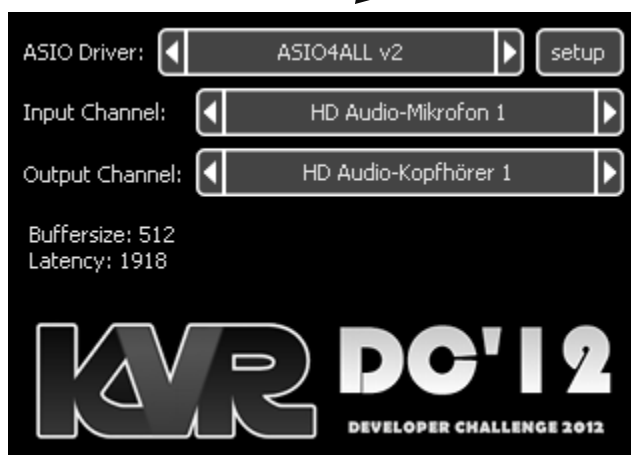 ASIO Driver: ASIO4ALL v2 setup
Input Channel: HD Audio-Mikrofon 1
Output Channel: HD Audio-Kopfhörer 1
Buffersize: 512
Latency: 1918
KVR DC'12
DEVELOPER CHALLENGE 2012